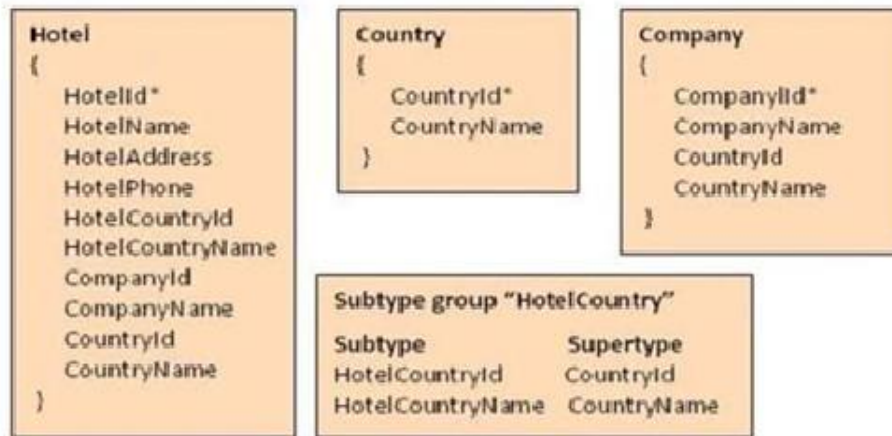 Hotel
{
HotelId*
HotelName
HotelAddress
HotelPhone
HotelCountryId
HotelCountryName
CompanyId
CompanyName
CountryId
CountryName
}
Country
{
CountryId*
CountryName
}
Company
{
CompanylId*
CompanyName
CountryId
CountryName
}
Subtype group “HotelCountry”
Subtype Supertype
HotelCountryId CountryId
HotelCountryName CountryName